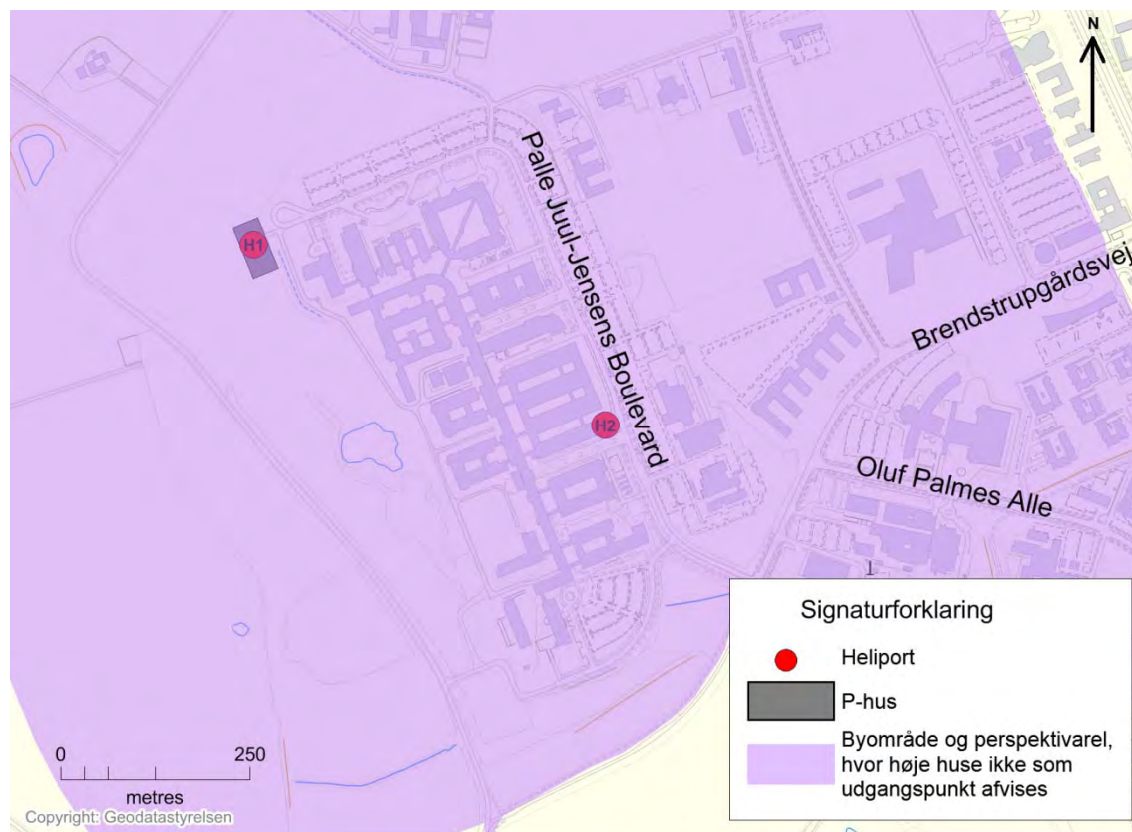 N
Palle Juul-Jensens Boulevard
H1
Brendstrupgårdsvej
H2
Oluf Palmes Alle
Signaturforklaring
Heliport
P-hus
Byområde og perspektivarel,
hvor høje huse ikke som
udgangspunkt afvises
0 250
metres
Copyright: Geodatastyrelsen